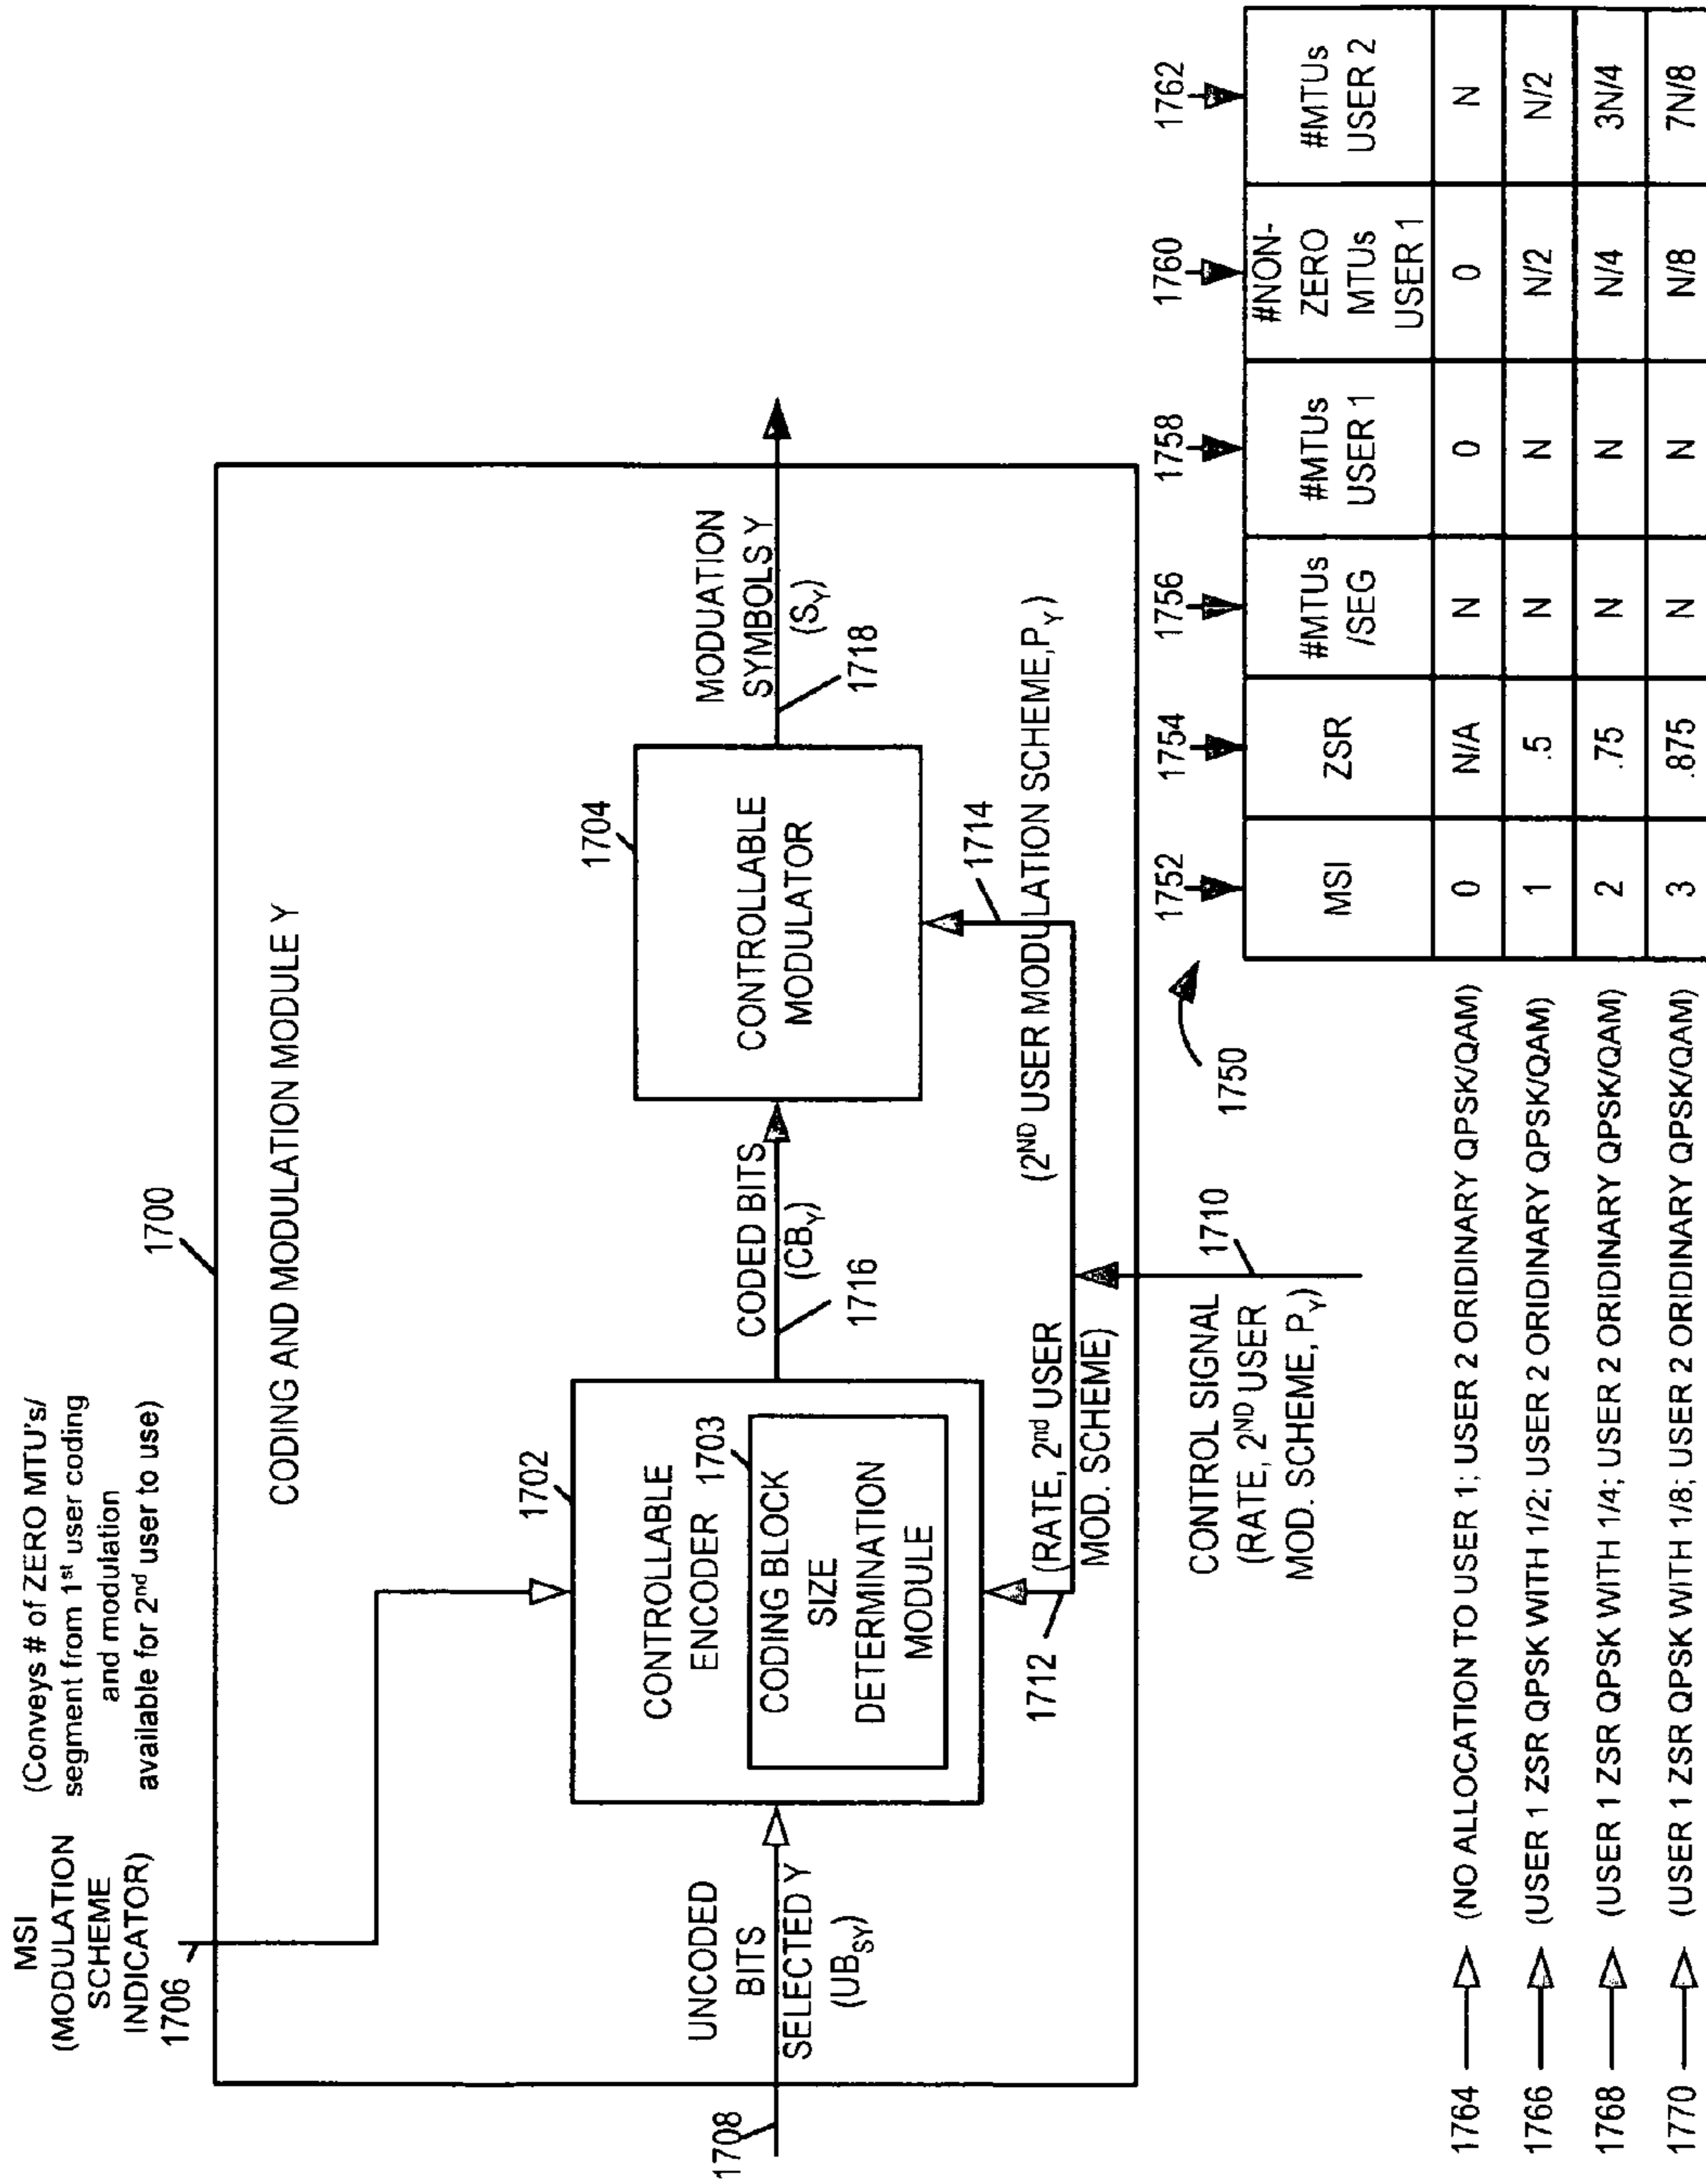 MSI
(MODULATION
SCHEME
INDICATOR)
1706
(Conveys # of ZERO MTU's/
segment from 1st user coding
and modulation
available for 2nd user to use)
1700
CODING AND MODULATION MODULE Y
1708
UNCODED
BITS
SELECTED Y
(UBSY)
1702
CONTROLLABLE
ENCODER 1703
CODING BLOCK
SIZE
DETERMINATION
MODULE
CODED BITS
(CBY)
1716
1704
CONTROLLABLE
MODULATOR
MODUATION
SYMBOLS Y
(SY)
1718
1712
(RATE, 2nd USER
MOD. SCHEME)
(2ND USER MODULATION SCHEME,PY)
1714
CONTROL SIGNAL
(RATE, 2ND USER
MOD. SCHEME, PY)
1710
1750
1752 1754 1756 1758 1760 1762
MSI ZSR #MTUs /SEG #MTUs USER 1 #NON- ZERO MTUs USER 1 #MTUs USER 2
1764 (NO ALLOCATION TO USER 1; USER 2 ORIDINARY QPSK/QAM) 0 N/A N 0 0 N
1766 (USER 1 ZSR QPSK WITH 1/2; USER 2 ORIDINARY QPSK/QAM) 1 .5 N N N/2 N/2
1768 (USER 1 ZSR QPSK WITH 1/4; USER 2 ORIDINARY QPSK/QAM) 2 .75 N N N/4 3N/4
1770 (USER 1 ZSR QPSK WITH 1/8; USER 2 ORIDINARY QPSK/QAM) 3 .875 N N N/8 7N/8